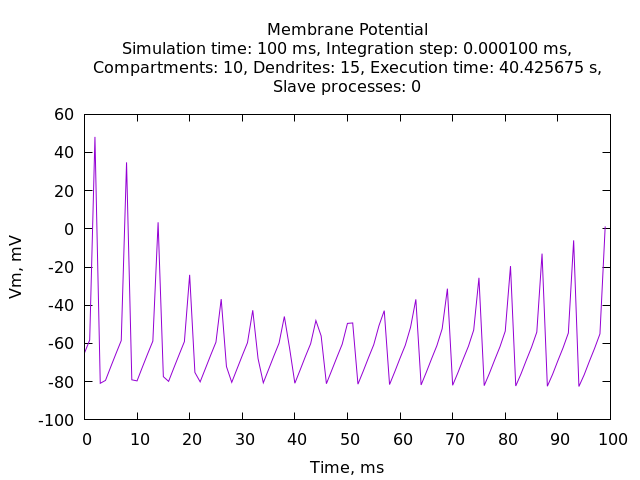 Membrane Potential
Simulation time: 100 ms, Integration step: 0.000100 ms,
Compartments: 10, Dendrites: 15, Execution time: 40.425675 s,
Slave processes: 0
60
40
20
0
-20
-40
-60
-80
-100
Vm, mV
0 10 20 30 40 50 60 70 80 90 100
Time, ms